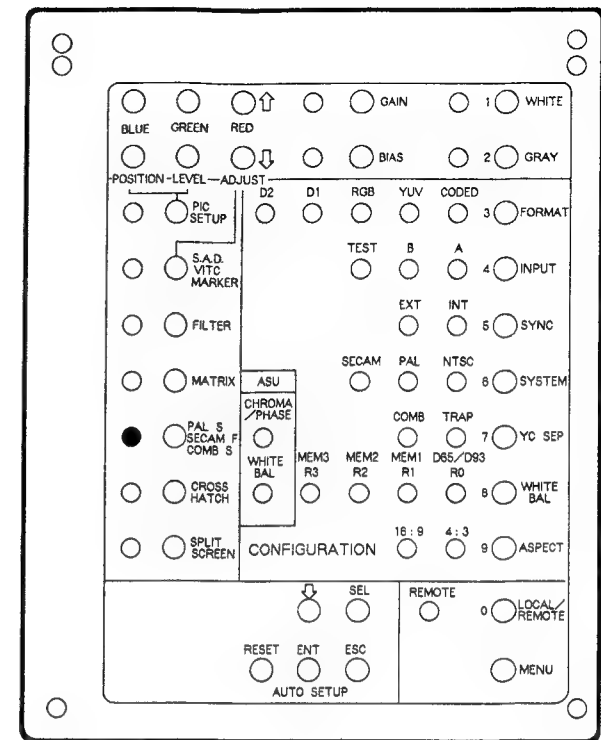 GAIN 1 WHITE
BLUE GREEN RED
BIAS 2 GRAY
POSITION-LEVEL-ADJUST
D2 D1 RGB YUV CODED
PIC SETUP 3 FORMAT
TEST B A
S.A.D. VITC MARKER 4 INPUT
EXT INT
FILTER 5 SYNC
SECAM PAL NTSC
MATRIX ASU 6 SYSTEM
CHROMA /PHASE
COMB TRAP
PAL S SECAM F COMB S 7 YC SEP
WHITE BAL MEM3 R3 MEM2 R2 MEM1 R1 D65/D93 R0
CROSS HATCH 8 WHITE BAL
16:9 4:3
SPLIT SCREEN CONFIGURATION 9 ASPECT
SEL REMOTE
0 LOCAL/ REMOTE
RESET ENT ESC
MENU
AUTO SETUP